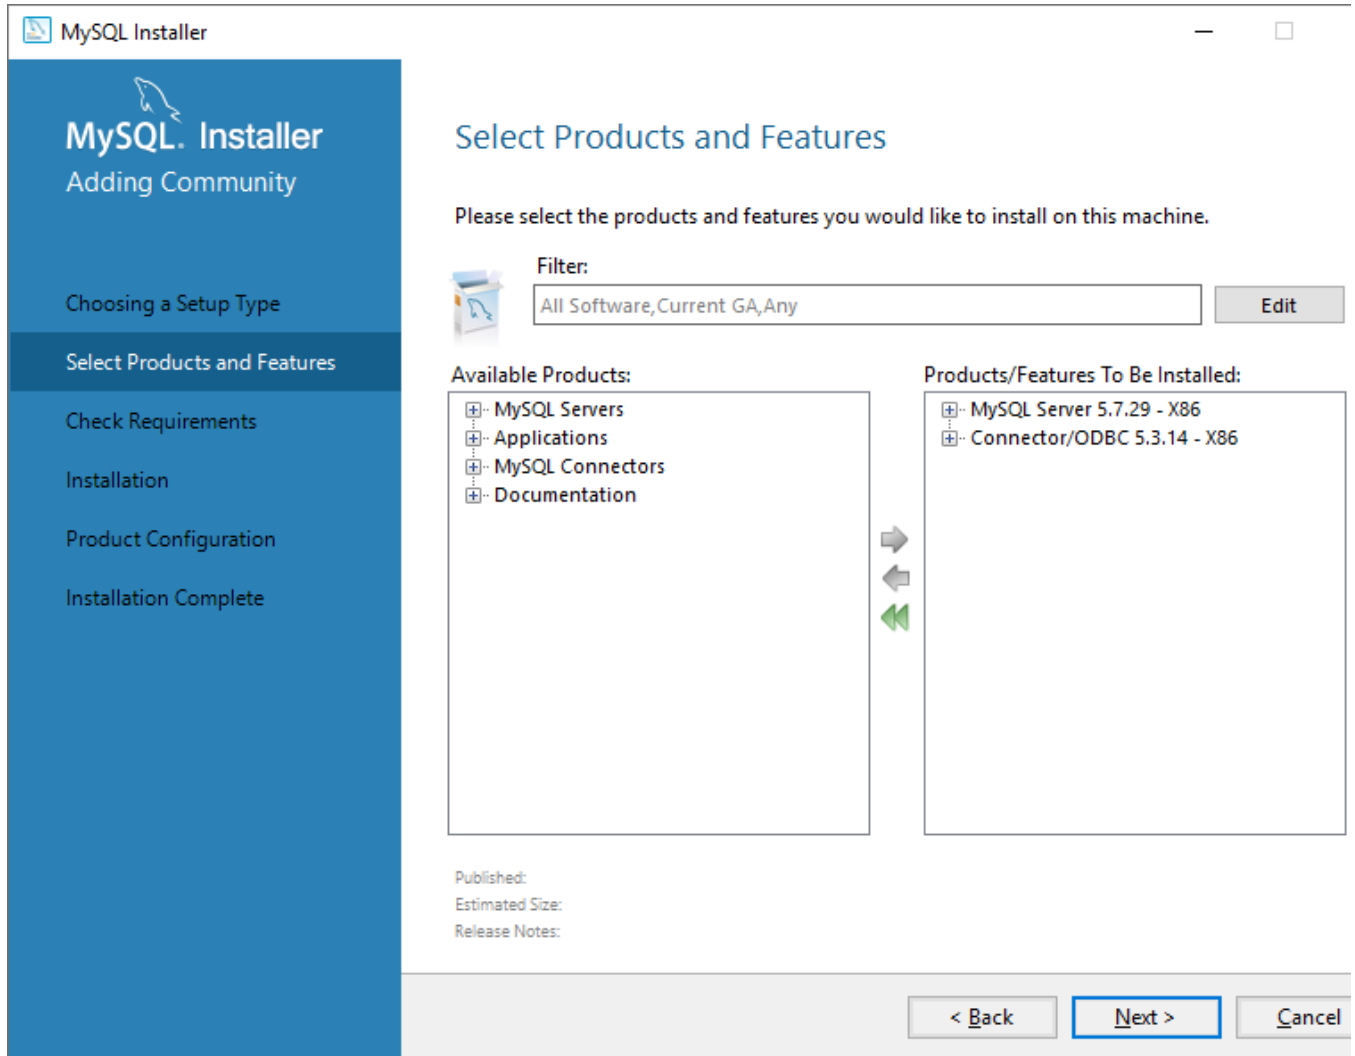 MySQL Installer
MySQL. Installer
Adding Community
Choosing a Setup Type
Select Products and Features
Check Requirements
Installation
Product Configuration
Installation Complete
Select Products and Features
Please select the products and features you would like to install on this machine.
Filter:
All Software,Current GA,Any
Edit
Available Products:
MySQL Servers
Applications
MySQL Connectors
Documentation
Products/Features To Be Installed:
MySQL Server 5.7.29 - X86
Connector/ODBC 5.3.14 - X86
Published:
Estimated Size:
Release Notes:
< Back
Next >
Cancel